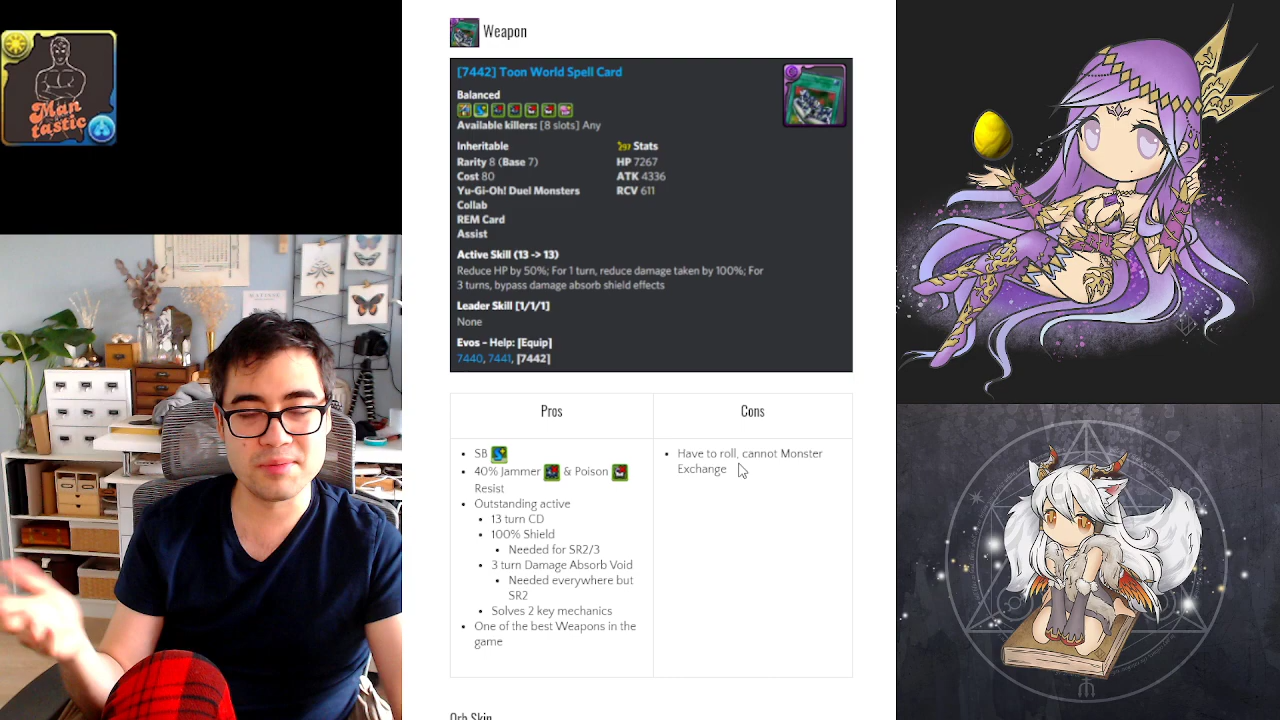 Man
tastic
Weapon
[7442] Toon World Spell Card
Balanced
Available killers: [8 slots] Any
Inheritable
Rarity 8 (Base 7)
Cost 80
Yu-Gi-Oh! Duel Monsters
Collab
REM Card
Assist
297 Stats
HP 7267
ATK 4336
RCV 611
Active Skill (13 -> 13)
Reduce HP by 50%; For 1 turn, reduce damage taken by 100%; For
3 turns, bypass damage absorb shield effects
Leader Skill [1/1/1]
None
Evos – Help: [Equip]
7440, 7441, [7442]
Pros
SB
40% Jammer & Poison
Resist
Outstanding active
13 turn CD
100% Shield
Needed for SR2/3
3 turn Damage Absorb Void
Needed everywhere but
SR2
Solves 2 key mechanics
One of the best Weapons in the
game
Cons
Have to roll, cannot Monster
Exchange
Orb Skin